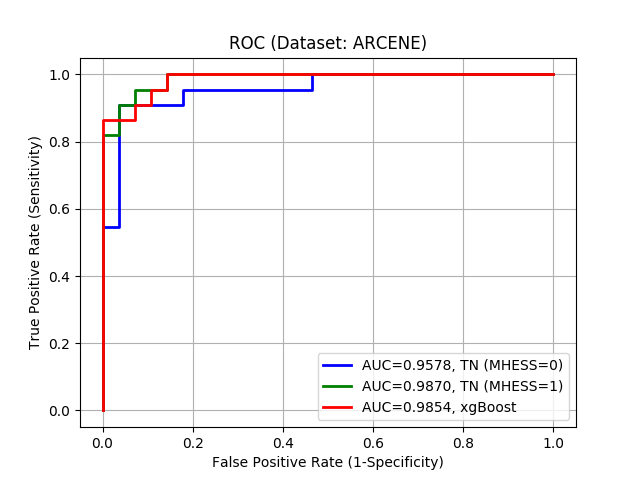 ROC (Dataset: ARCENE)
True Positive Rate (Sensitivity)
1.0
0.8
0.6
0.4
0.2
0.0
AUC=0.9578, TN (MHESS=0)
AUC=0.9870, TN (MHESS=1)
AUC=0.9854, xgBoost
0.0 0.2 0.4 0.6 0.8 1.0
False Positive Rate (1-Specificity)